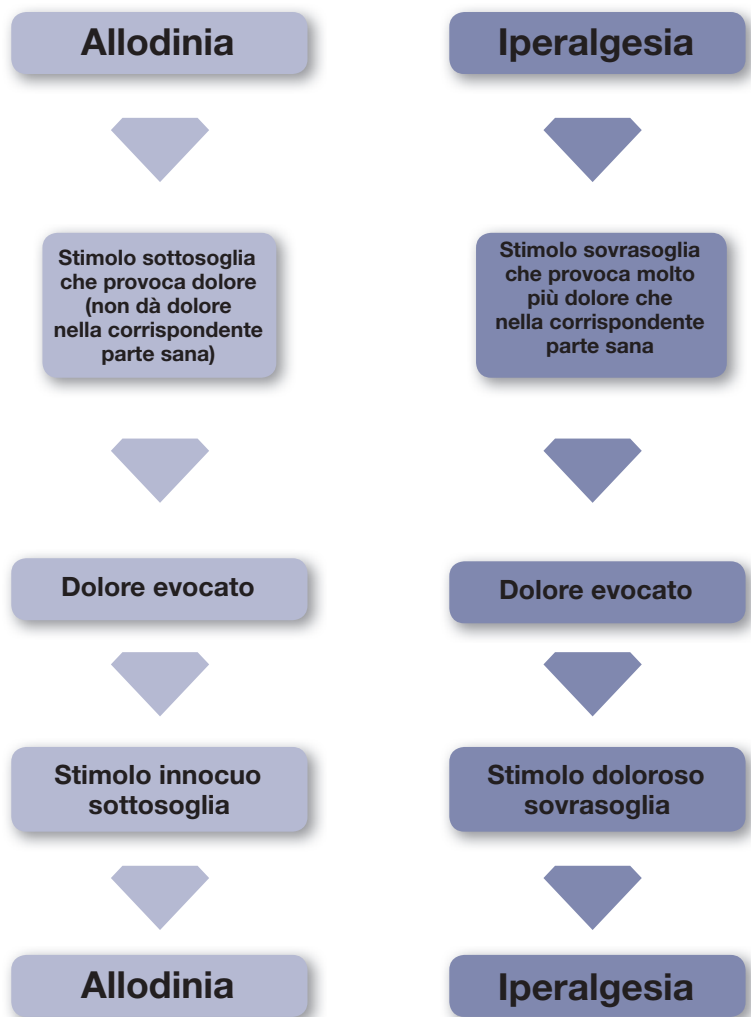 Allodinia
Iperalgesia
Stimolo sottosoglia
che provoca dolore
(non dà dolore
nella corrispondente
parte sana)
Stimolo sovrasoglia
che provoca molto
più dolore che
nella corrispondente
parte sana
Dolore evocato
Dolore evocato
Stimolo innocuo
sottosoglia
Stimolo doloroso
sovrasoglia
Allodinia
Iperalgesia